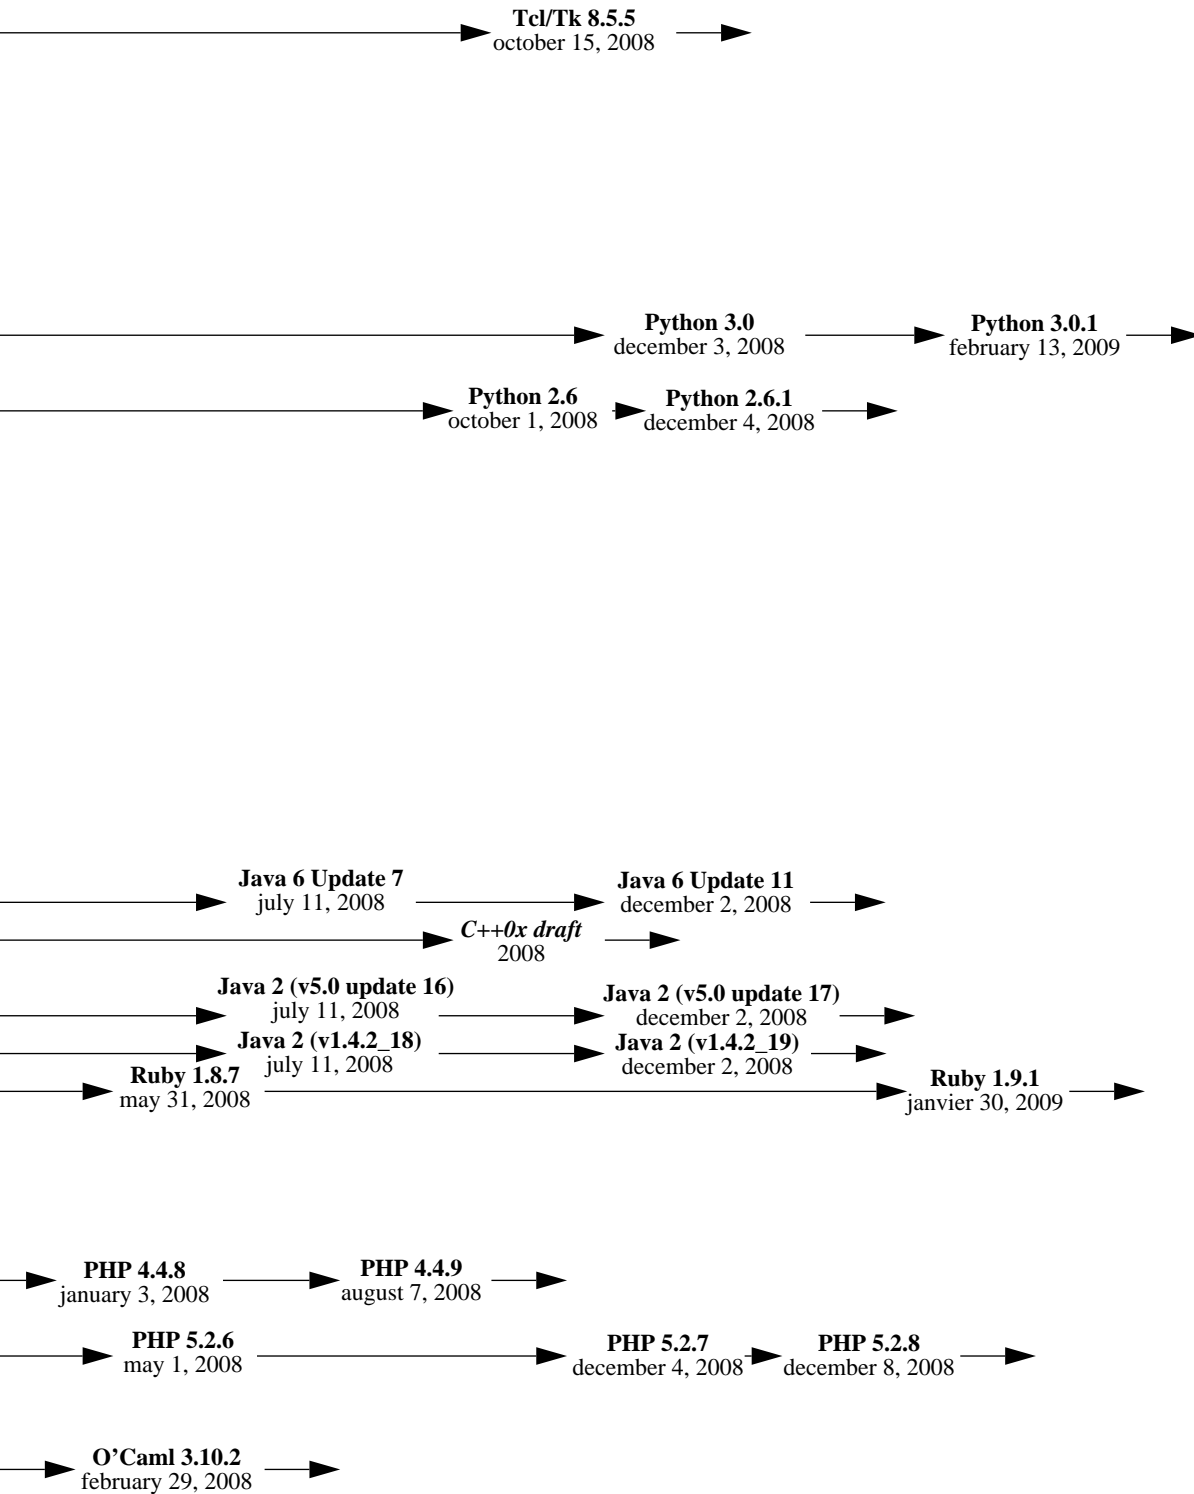 Tcl/Tk 8.5.5
october 15, 2008
Python 3.0
december 3, 2008
Python 3.0.1
february 13, 2009
Python 2.6
october 1, 2008
Python 2.6.1
december 4, 2008
Java 6 Update 7
july 11, 2008
Java 6 Update 11
december 2, 2008
C++0x draft
2008
Java 2 (v5.0 update 16)
july 11, 2008
Java 2 (v5.0 update 17)
december 2, 2008
Java 2 (v1.4.2_18)
july 11, 2008
Java 2 (v1.4.2_19)
december 2, 2008
Ruby 1.8.7
may 31, 2008
Ruby 1.9.1
janvier 30, 2009
PHP 4.4.8
january 3, 2008
PHP 4.4.9
august 7, 2008
PHP 5.2.6
may 1, 2008
PHP 5.2.7
december 4, 2008
PHP 5.2.8
december 8, 2008
O’Caml 3.10.2
february 29, 2008